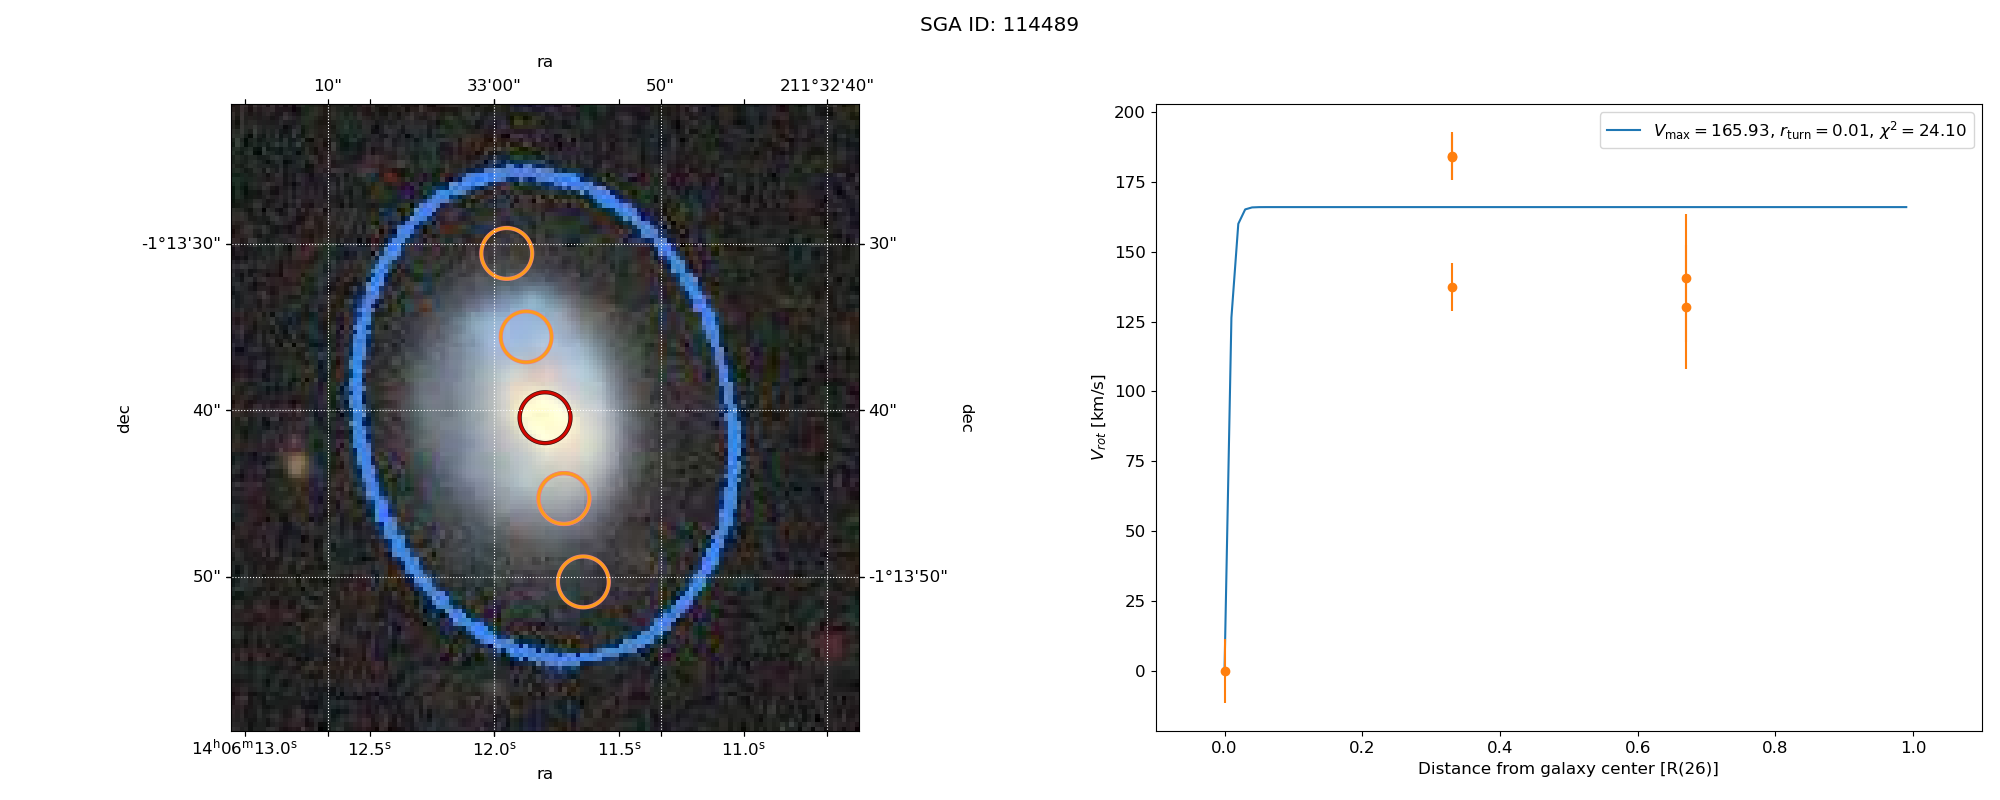 SGA ID: 114489
ra
10" 33'00" 50" 211°32'40"
-1°13'30" 30"
40" 40"
50" -1°13'50"
dec dec
14h06m13.0s 12.5s 12.0s 11.5s 11.0s
ra
Vmax = 165.93, rturn = 0.01, χ² = 24.10
200
175
150
125
100
75
50
25
0
Vrot [km/s]
0.0 0.2 0.4 0.6 0.8 1.0
Distance from galaxy center [R(26)]